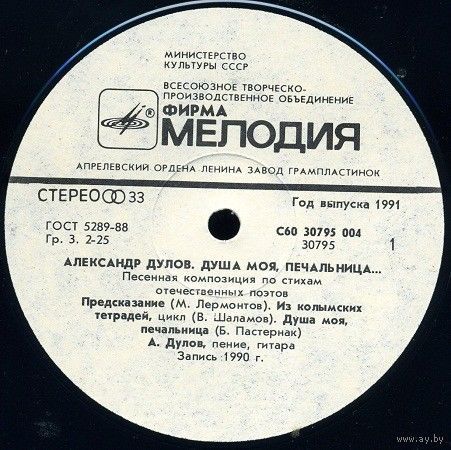 МИНИСТЕРСТВО
КУЛЬТУРЫ СССР
ВСЕСОЮЗНОЕ ТВОРЧЕСКО-
ПРОИЗВОДСТВЕННОЕ ОБЪЕДИНЕНИЕ
®
ФИРМА
МЕЛОДИЯ
АПРЕЛЕВСКИЙ ОРДЕНА ЛЕНИНА ЗАВОД ГРАМПЛАСТИНОК
СТЕРЕО 33
Год выпуска 1991
ГОСТ 5289-88
Гр. 3. 2-25
С60 30795 004
30795
1
АЛЕКСАНДР ДУЛОВ. ДУША МОЯ, ПЕЧАЛЬНИЦА...
Песенная композиция по стихам
отечественных поэтов
Предсказание (М. Лермонтов). Из колымских
тетрадей, цикл (В. Шаламов). Душа моя,
печальница (Б. Пастернак)
А. Дулов, пение, гитара
Запись 1990 г.
www.ay.by